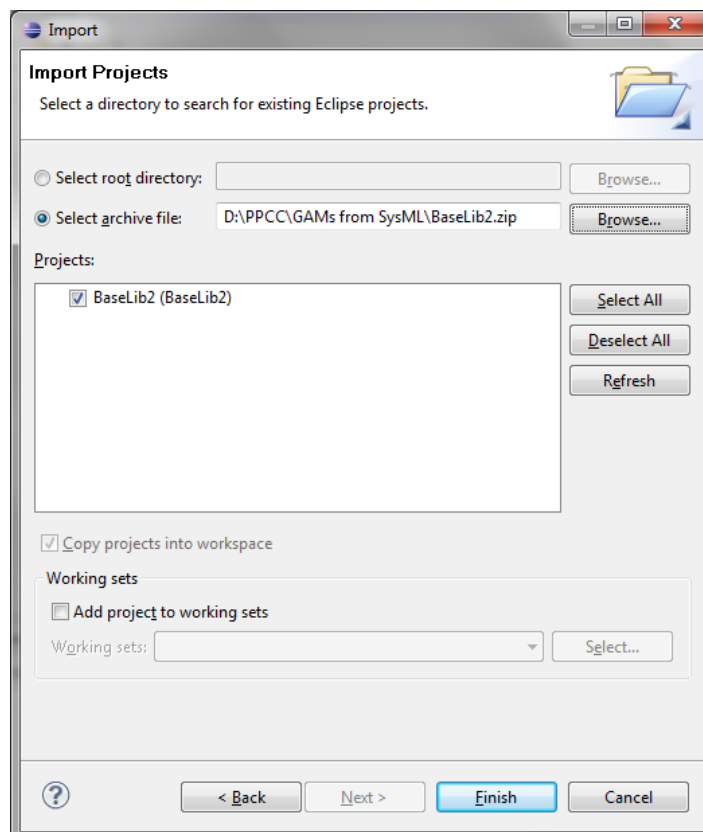 Import
Import Projects
Select a directory to search for existing Eclipse projects.
Select root directory:
Browse...
Select archive file:
D:\PPCC\GAMs from SysML\BaseLib2.zip
Browse...
Projects:
BaseLib2 (BaseLib2)
Select All
Deselect All
Refresh
Copy projects into workspace
Working sets
Add project to working sets
Working sets:
Select...
?
< Back
Next >
Finish
Cancel